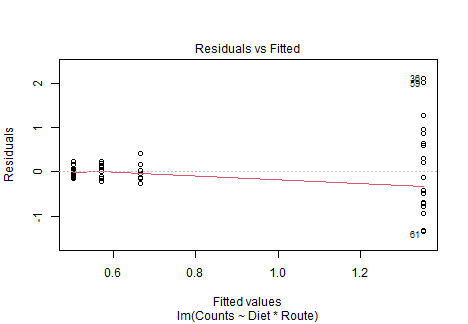 Residuals vs Fitted
Residuals
2
1
0
-1
61
0.6
0.8
1.0
1.2
Fitted values
lm(Counts ~ Diet * Route)